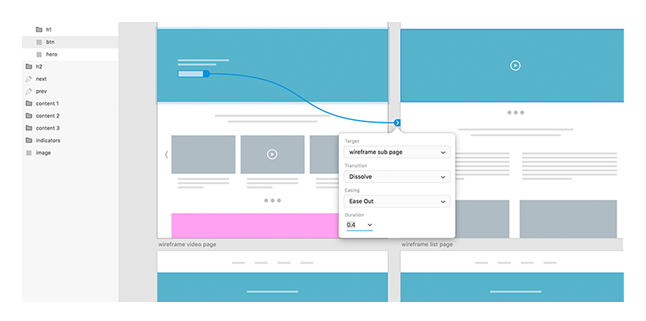 h1
btn
hero
h2
next
prev
content 1
content 2
content 3
indicators
image
Target
wireframe sub page
Transition
Dissolve
Easing
Ease Out
Duration
0.4
wireframe video page
wireframe list page